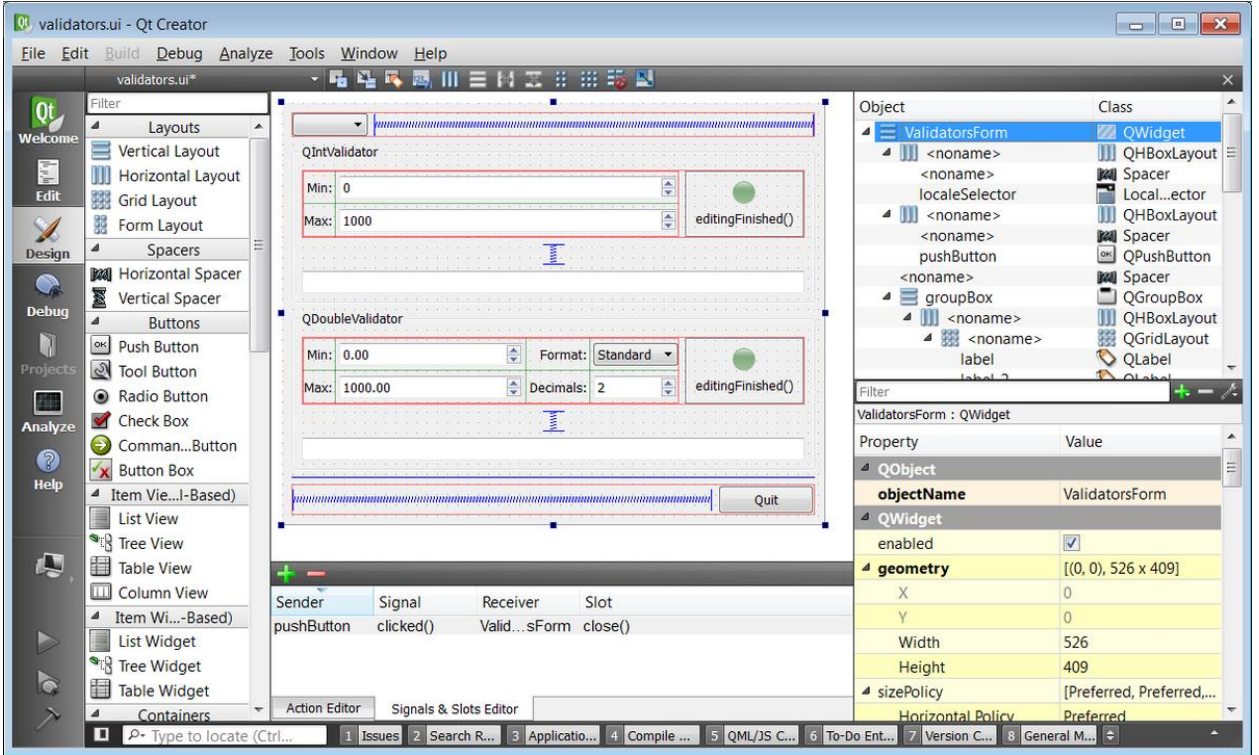 validators.ui - Qt Creator
File Edit Build Debug Analyze Tools Window Help
validators.ui*
Welcome
Edit
Design
Debug
Projects
Analyze
Help
Filter
Layouts
Vertical Layout
Horizontal Layout
Grid Layout
Form Layout
Spacers
Horizontal Spacer
Vertical Spacer
Buttons
Push Button
Tool Button
Radio Button
Check Box
Comman...Button
Button Box
Item Vie...l-Based)
List View
Tree View
Table View
Column View
Item Wi...-Based)
List Widget
Tree Widget
Table Widget
Containers
QIntValidator
Min: 0
Max: 1000
editingFinished()
QDoubleValidator
Min: 0.00 Format: Standard
Max: 1000.00 Decimals: 2
editingFinished()
Quit
Sender Signal Receiver Slot
pushButton clicked() Valid...sForm close()
Action Editor Signals & Slots Editor
Object Class
ValidatorsForm QWidget
<noname> QHBoxLayout
<noname> Spacer
localeSelector Local...ector
<noname> QHBoxLayout
<noname> Spacer
pushButton QPushButton
<noname> Spacer
groupBox QGroupBox
<noname> QHBoxLayout
<noname> QGridLayout
label QLabel
label_2 QLabel
Filter
ValidatorsForm : QWidget
Property Value
QObject
objectName ValidatorsForm
QWidget
enabled
geometry [(0, 0), 526 x 409]
X 0
Y 0
Width 526
Height 409
sizePolicy [Preferred, Preferred,...
Horizontal Policy Preferred
Type to locate (Ctrl... 1 Issues 2 Search R... 3 Applicatio... 4 Compile ... 5 QML/JS C... 6 To-Do Ent... 7 Version C... 8 General M...